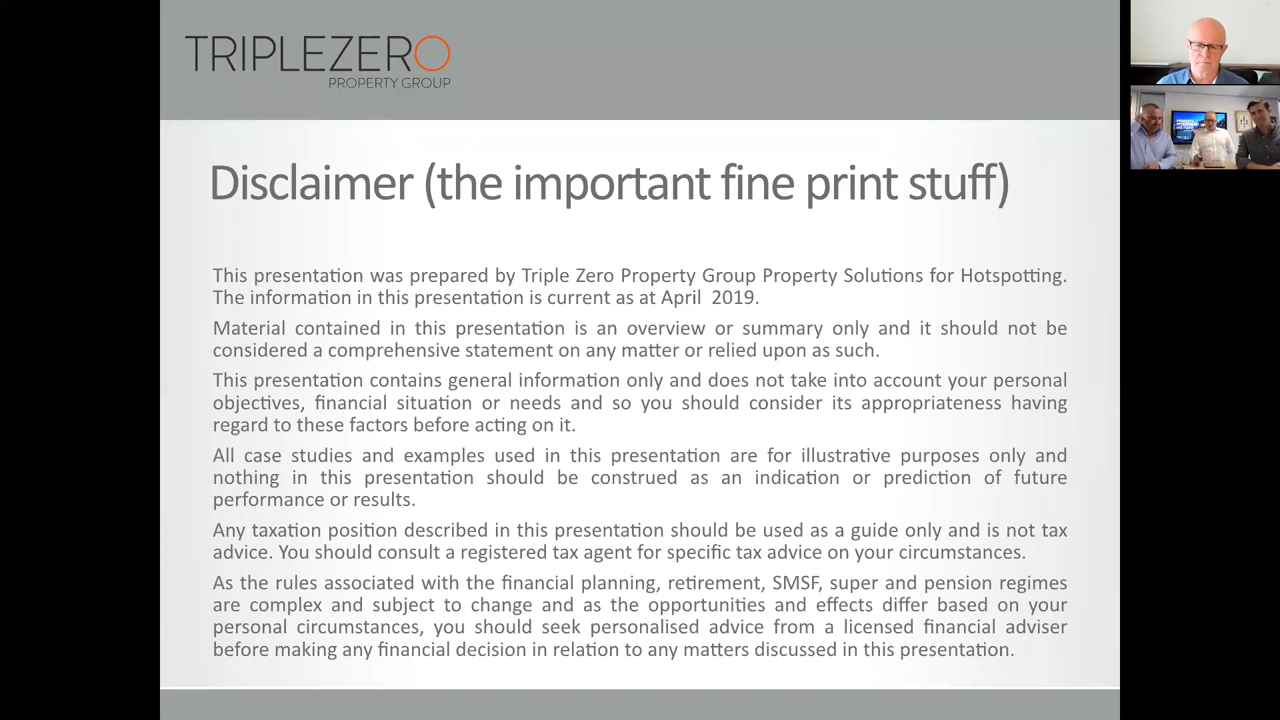 TRIPLEZERO
PROPERTY GROUP
Disclaimer (the important fine print stuff)
This presentation was prepared by Triple Zero Property Group Property Solutions for Hotspotting.
The information in this presentation is current as at April 2019.
Material contained in this presentation is an overview or summary only and it should not be
considered a comprehensive statement on any matter or relied upon as such.
This presentation contains general information only and does not take into account your personal
objectives, financial situation or needs and so you should consider its appropriateness having
regard to these factors before acting on it.
All case studies and examples used in this presentation are for illustrative purposes only and
nothing in this presentation should be construed as an indication or prediction of future
performance or results.
Any taxation position described in this presentation should be used as a guide only and is not tax
advice. You should consult a registered tax agent for specific tax advice on your circumstances.
As the rules associated with the financial planning, retirement, SMSF, super and pension regimes
are complex and subject to change and as the opportunities and effects differ based on your
personal circumstances, you should seek personalised advice from a licensed financial adviser
before making any financial decision in relation to any matters discussed in this presentation.